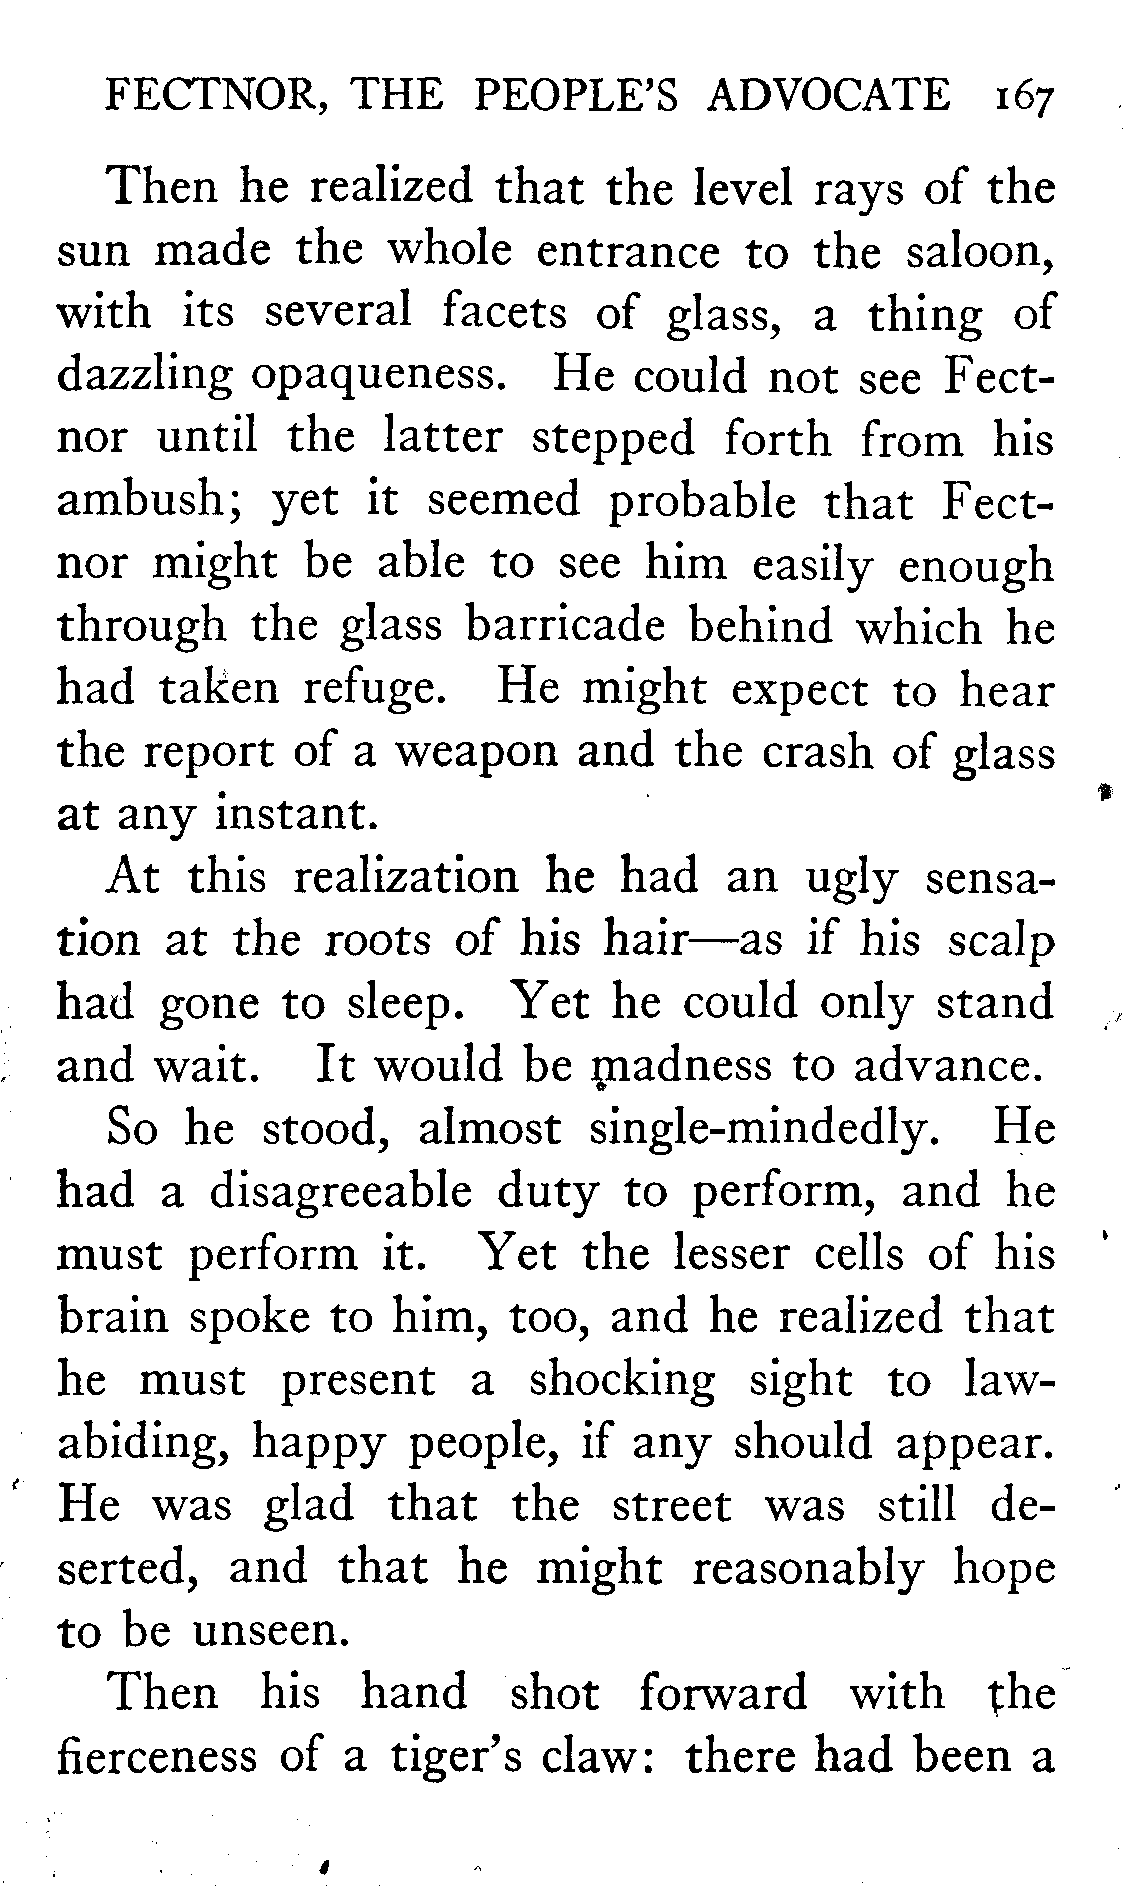 FECTNOR, THE PEOPLE'S ADVOCATE 167
Then he realized that the level rays of the
sun made the whole entrance to the saloon,
with its several facets of glass, a thing of
dazzling opaqueness. He could not see Fect-
nor until the latter stepped forth from his
ambush; yet it seemed probable that Fect-
nor might be able to see him easily enough
through the glass barricade behind which he
had taken refuge. He might expect to hear
the report of a weapon and the crash of glass
at any instant.
At this realization he had an ugly sensa-
tion at the roots of his hair—as if his scalp
had gone to sleep. Yet he could only stand
and wait. It would be madness to advance.
So he stood, almost single-mindedly. He
had a disagreeable duty to perform, and he
must perform it. Yet the lesser cells of his
brain spoke to him, too, and he realized that
he must present a shocking sight to law-
abiding, happy people, if any should appear.
He was glad that the street was still de-
serted, and that he might reasonably hope
to be unseen.
Then his hand shot forward with the
fierceness of a tiger's claw: there had been a